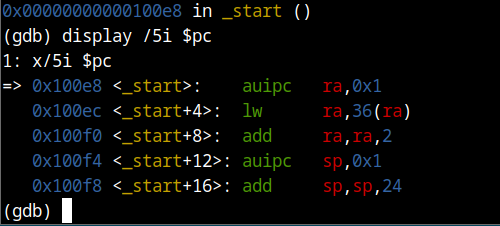 0x00000000000100e8 in _start ()
(gdb) display /5i $pc
1: x/5i $pc
=> 0x100e8 <_start>:	auipc	ra,0x1
   0x100ec <_start+4>:	lw	ra,36(ra)
   0x100f0 <_start+8>:	add	ra,ra,2
   0x100f4 <_start+12>:	auipc	sp,0x1
   0x100f8 <_start+16>:	add	sp,sp,24
(gdb)